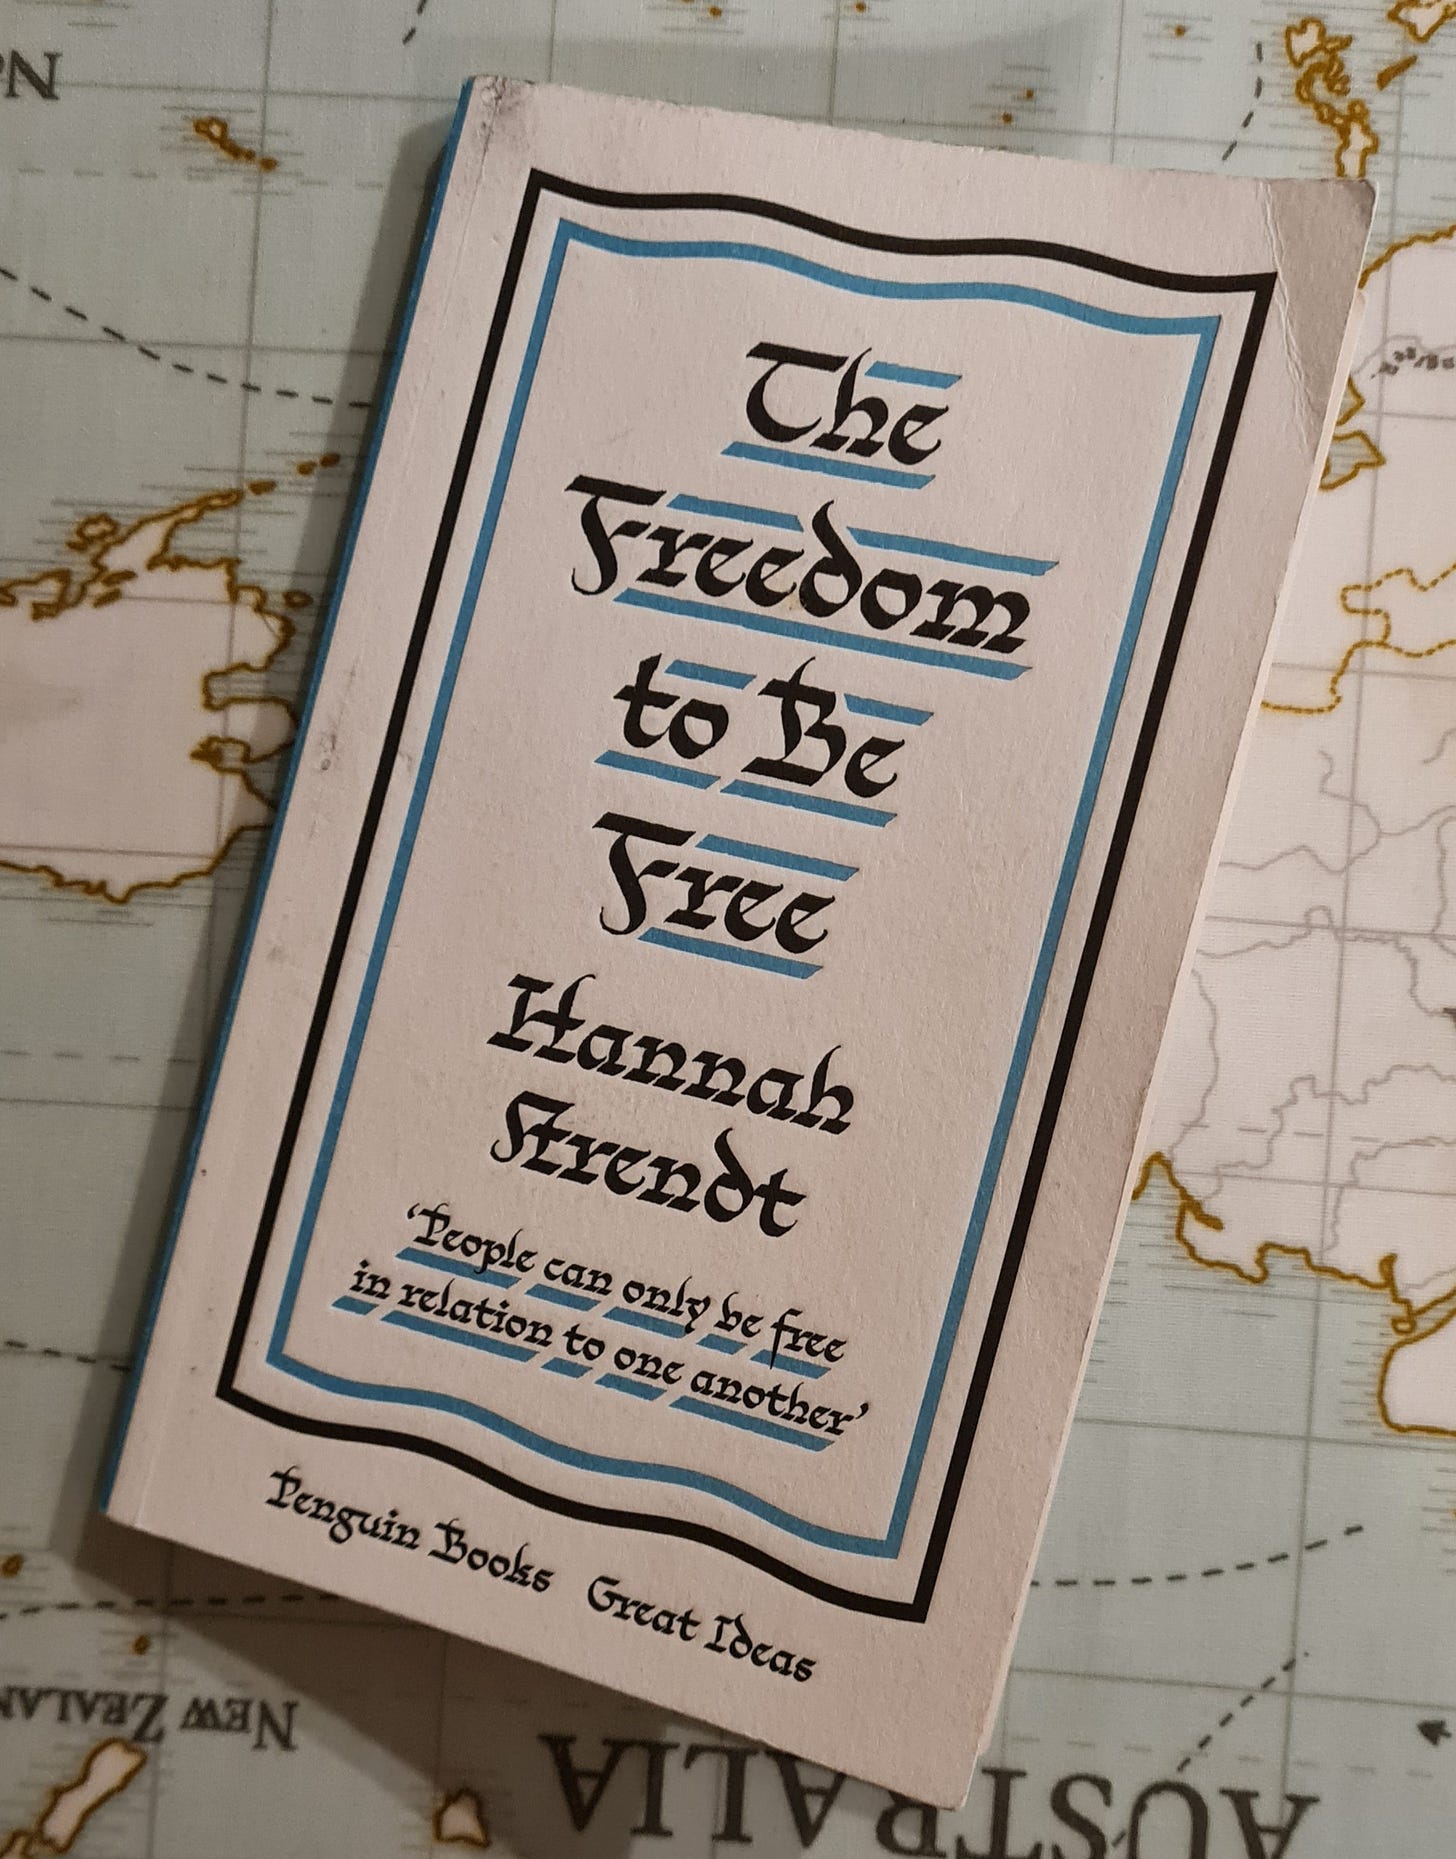 The
Freedom
to Be
Free
Hannah
Arendt
‘People can only be free
in relation to one another’
Penguin Books Great Ideas
NEW ZEALAN
AUSTRALIA